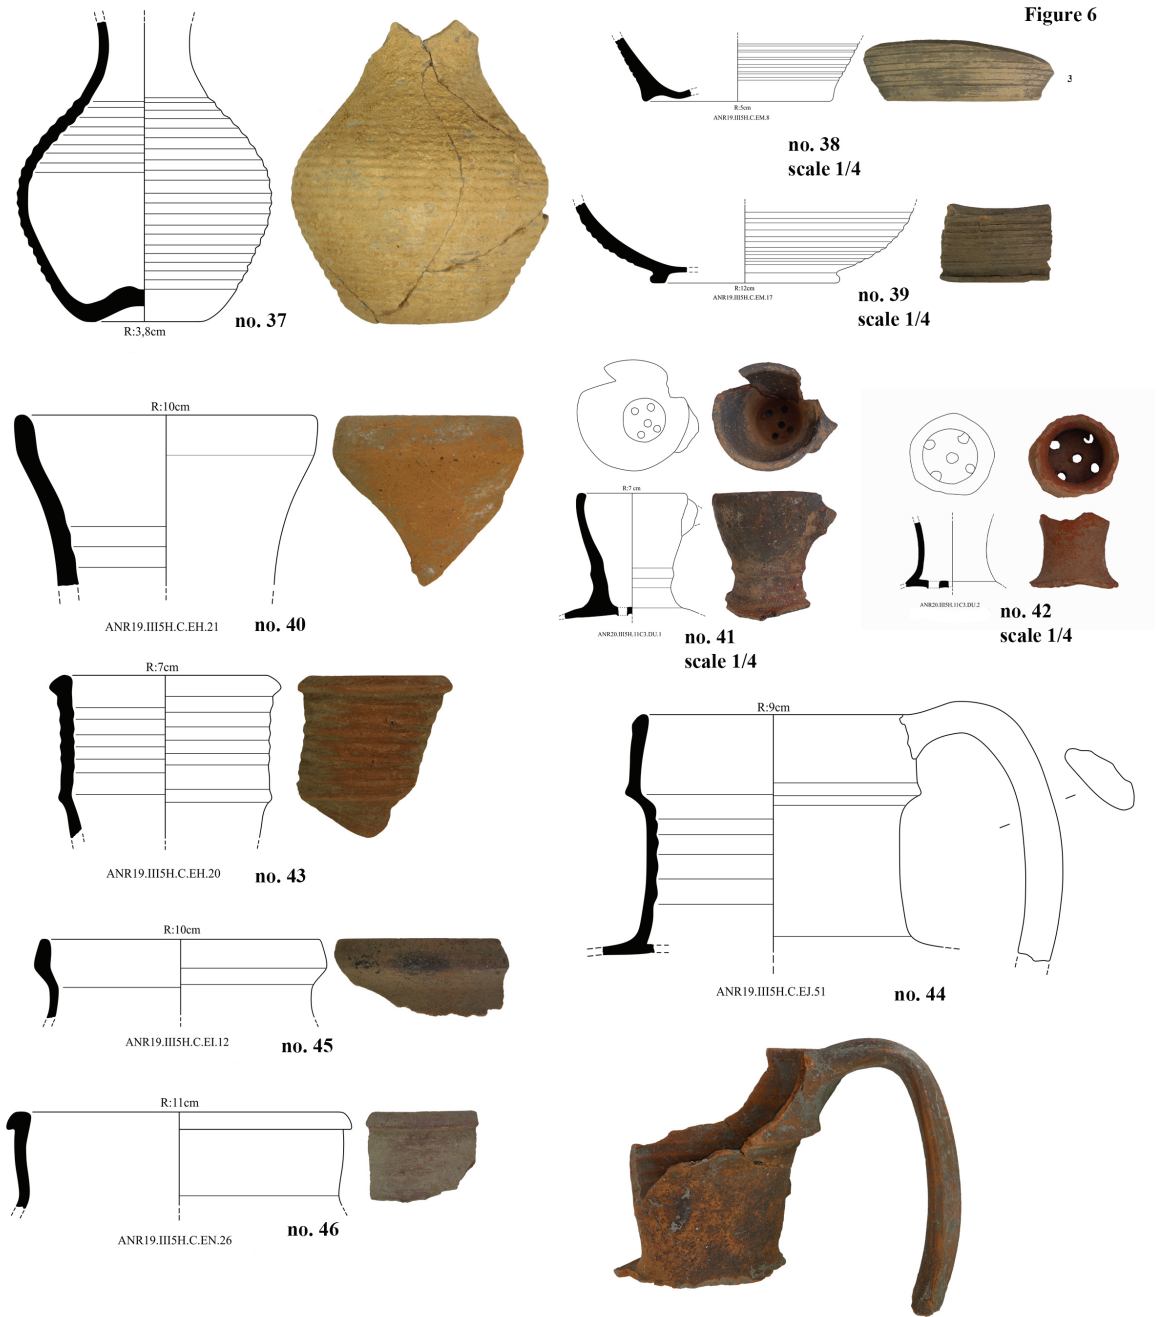 Figure 6
R:3,8cm
no. 37
R:5cm
ANR19.III5H.C.EM.8
3
no. 38
scale 1/4
R:12cm
ANR19.III5H.C.EM.17
no. 39
scale 1/4
R:10cm
ANR19.III5H.C.EH.21
no. 40
R:7 cm
ANR20.III5H.11C3.DU.1
no. 41
scale 1/4
ANR20.III5H.11C3.DU.2
no. 42
scale 1/4
R:7cm
ANR19.III5H.C.EH.20
no. 43
R:9cm
ANR19.III5H.C.EJ.51
no. 44
R:10cm
ANR19.III5H.C.EI.12
no. 45
R:11cm
ANR19.III5H.C.EN.26
no. 46